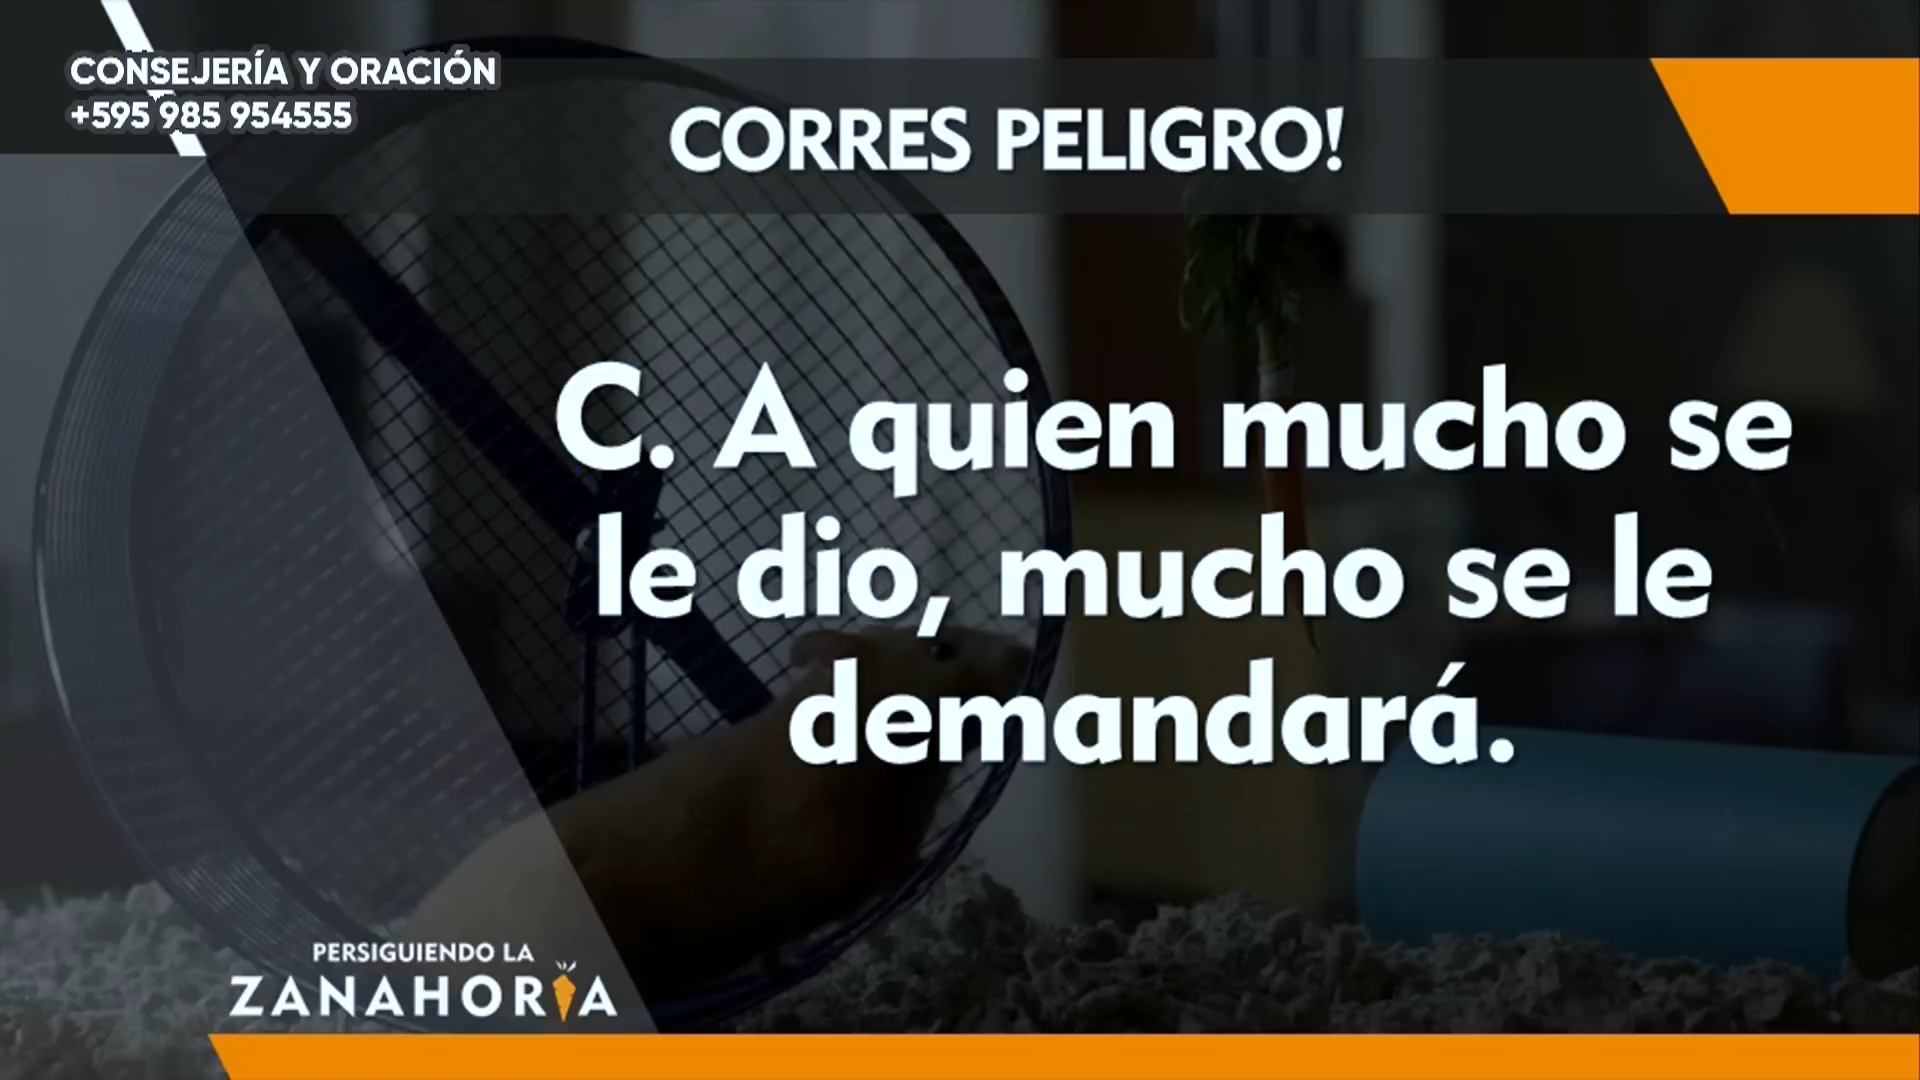 CONSEJERÍA Y ORACIÓN
+595 985 954555
CORRES PELIGRO!
C. A quien mucho se
le dio, mucho se le
demandará.
PERSIGUIENDO LA
ZANAHORIA